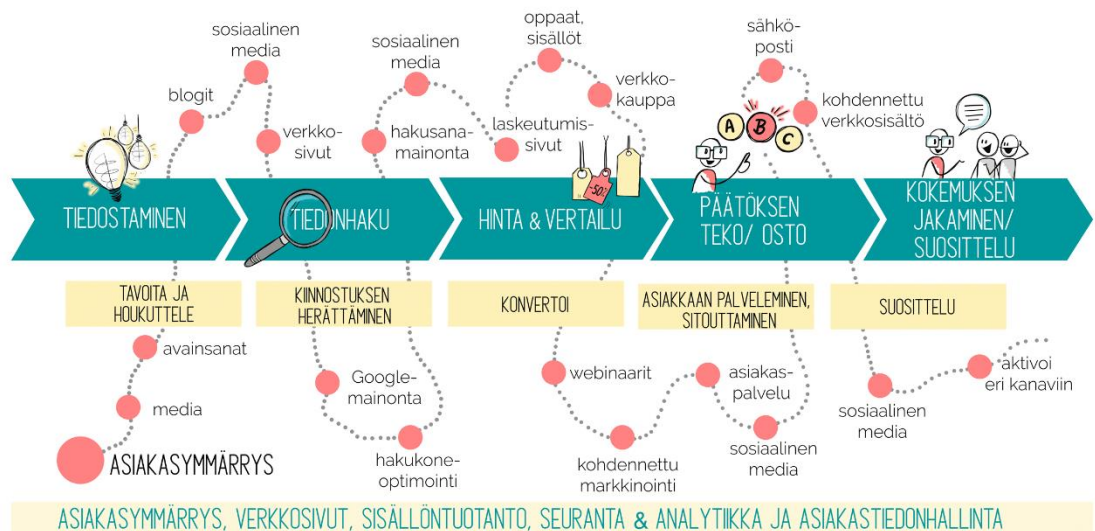 sosiaalinen
media
blogit
verkko-
sivut
sosiaalinen
media
hakusana-
mainonta
oppaat,
sisällöt
laskeutumis-
sivut
verkko-
kauppa
-50%
sähkö-
posti
kohdennettu
verkkosisältö
A B C
TIEDOSTAMINEN
TIEDONHAKU
HINTA & VERTAILU
PÄÄTÖKSEN
TEKO/ OSTO
KOKEMUKSEN
JAKAMINEN/
SUOSITTELU
TAVOITA JA
HOUKUTTELE
KIINNOSTUKSEN
HERÄTTÄMINEN
KONVERTOI
ASIAKKAAN PALVELEMINEN,
SITOUTTAMINEN
SUOSITTELU
avainsanat
media
ASIAKASYMMÄRRYS
Google-
mainonta
hakukone-
optimointi
webinaarit
kohdennettu
markkinointi
asiakas-
palvelu
sosiaalinen
media
sosiaalinen
media
aktivoi
eri kanaviin
ASIAKASYMMÄRRYS, VERKKOSIVUT, SISÄLLÖNTUOTANTO, SEURANTA & ANALYTIIKKA JA ASIAKASTIEDONHALLINTA